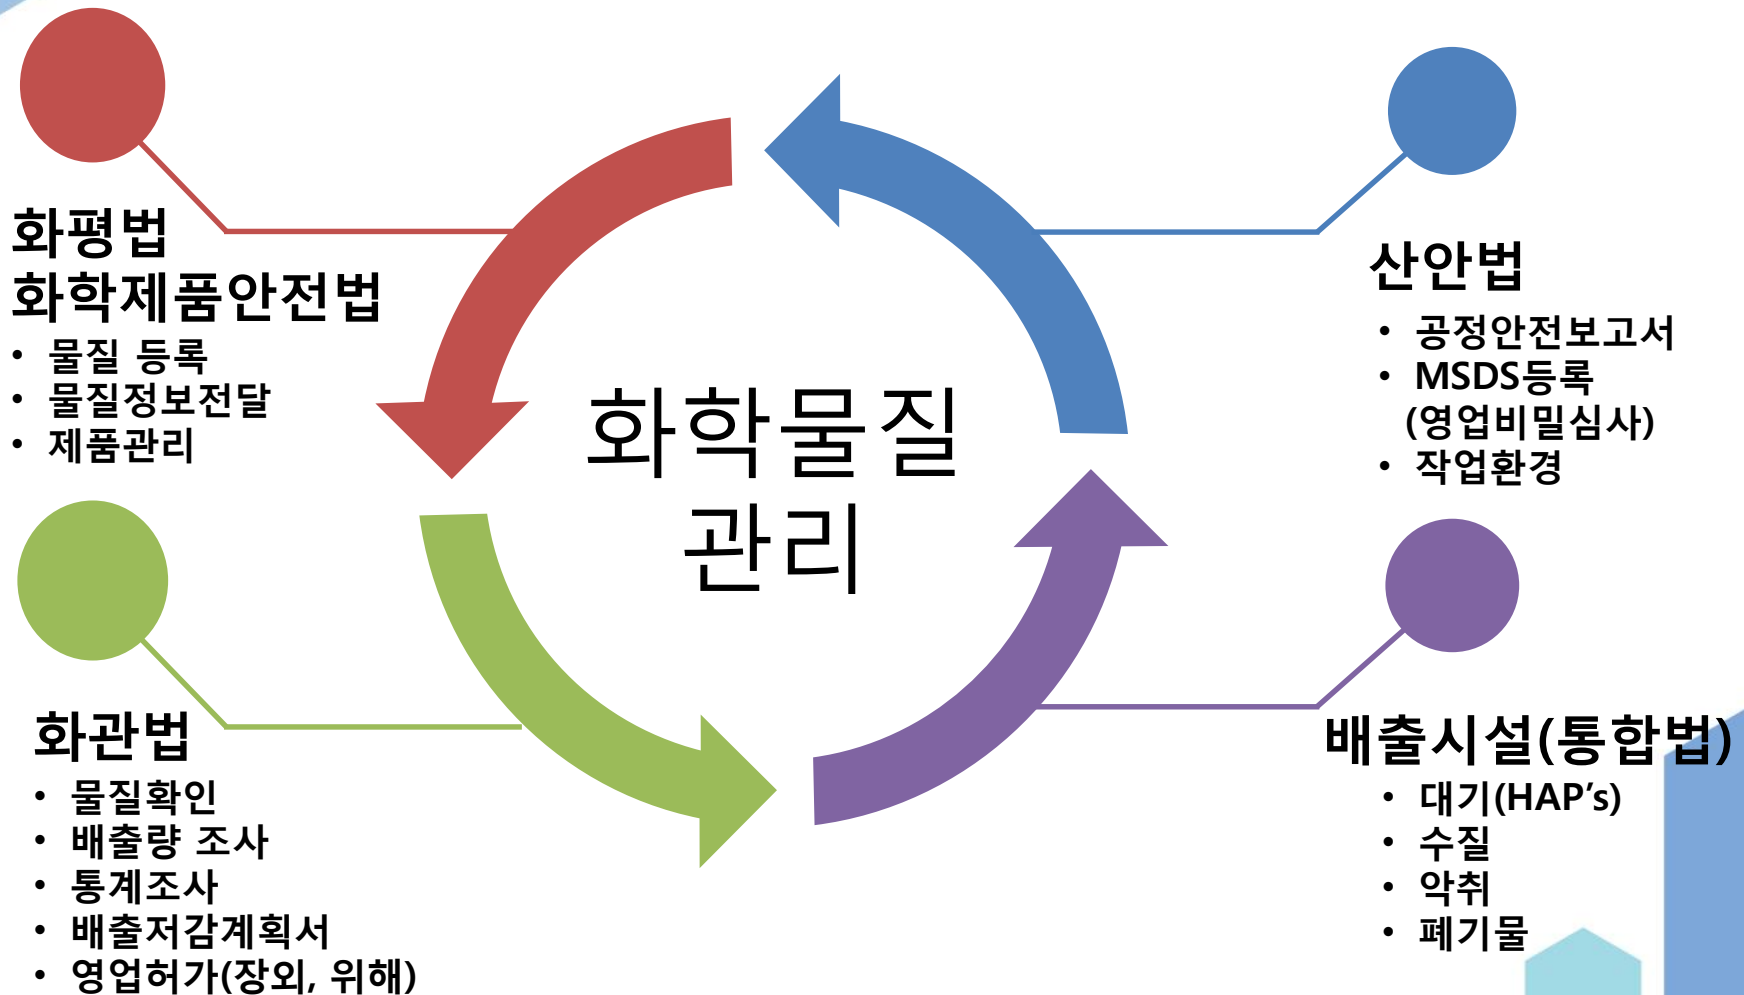 화평법
화학제품안전법
• 물질 등록
• 물질정보전달
• 제품관리
화학물질
관리
산안법
• 공정안전보고서
• MSDS등록
(영업비밀심사)
• 작업환경
화관법
• 물질확인
• 배출량 조사
• 통계조사
• 배출저감계획서
• 영업허가(장외, 위해)
배출시설(통합법)
• 대기(HAP’s)
• 수질
• 악취
• 폐기물